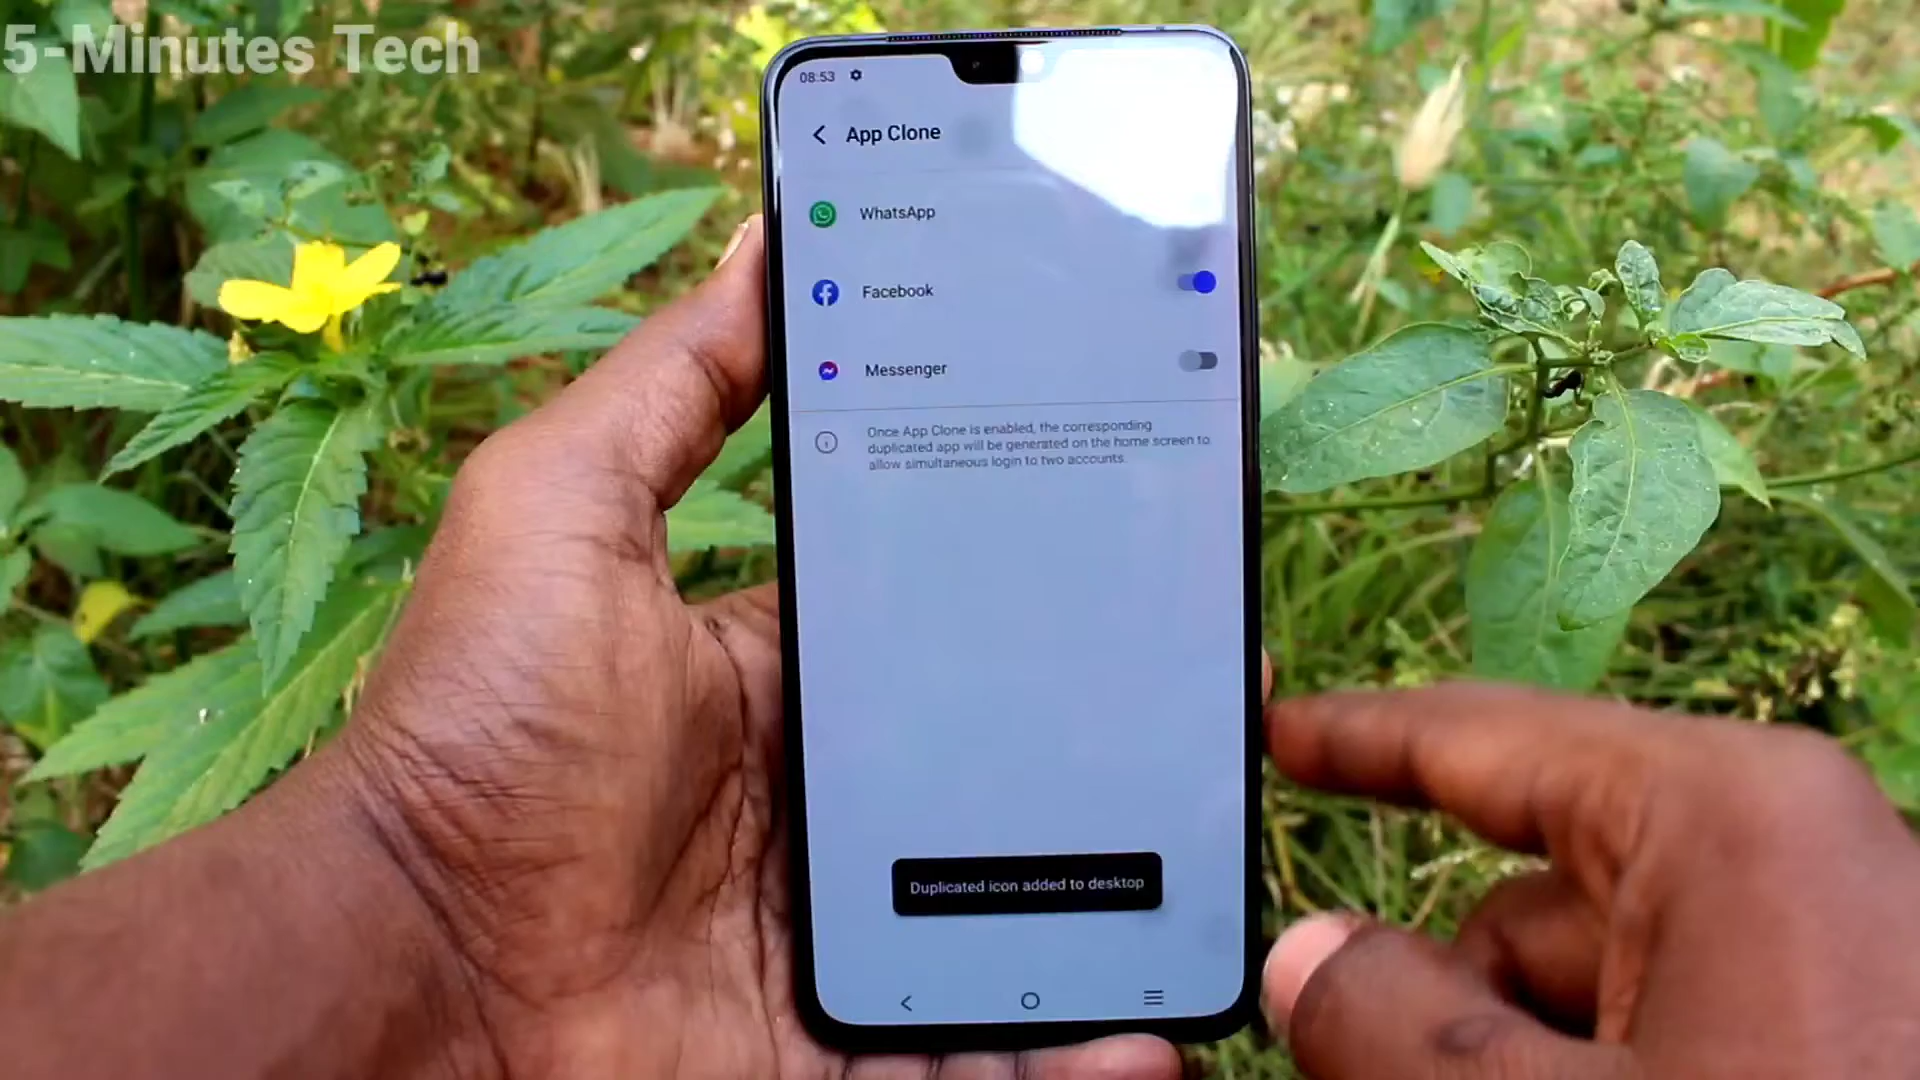 5-Minutes Tech
08:53
App Clone
WhatsApp
Facebook
Messenger
Once App Clone is enabled, the corresponding
duplicated app will be generated on the home screen to
allow simultaneous login to two accounts.
Duplicated icon added to desktop